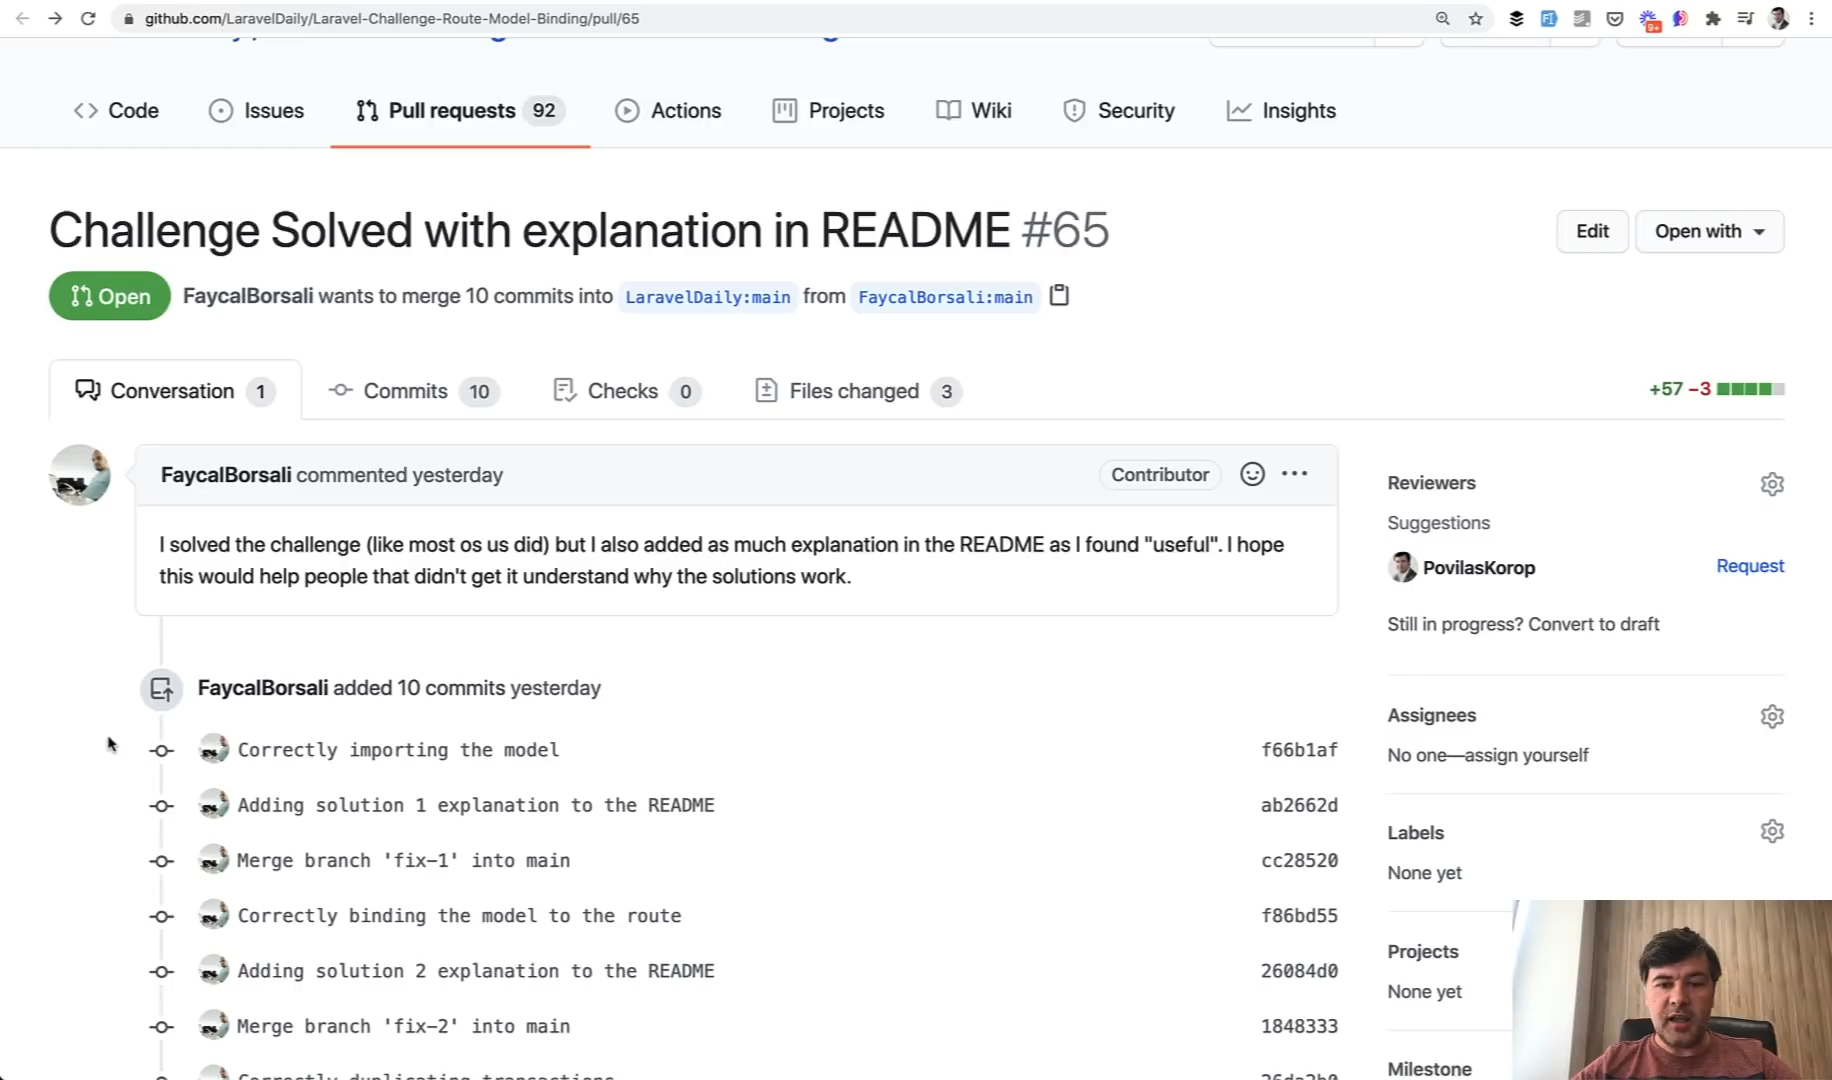 github.com/LaravelDaily/Laravel-Challenge-Route-Model-Binding/pull/65
9+
Code
Issues
Pull requests 92
Actions
Projects
Wiki
Security
Insights
Challenge Solved with explanation in README #65
Edit
Open with
Open
FaycalBorsali wants to merge 10 commits into LaravelDaily:main from FaycalBorsali:main
Conversation 1
Commits 10
Checks 0
Files changed 3
+57 −3
FaycalBorsali commented yesterday
Contributor
I solved the challenge (like most os us did) but I also added as much explanation in the README as I found "useful". I hope
this would help people that didn't get it understand why the solutions work.
FaycalBorsali added 10 commits yesterday
Correctly importing the model f66b1af
Adding solution 1 explanation to the README ab2662d
Merge branch 'fix-1' into main cc28520
Correctly binding the model to the route f86bd55
Adding solution 2 explanation to the README 26084d0
Merge branch 'fix-2' into main 1848333
Correctly duplicating transactions
Reviewers
Suggestions
PovilasKorop Request
Still in progress? Convert to draft
Assignees
No one—assign yourself
Labels
None yet
Projects
None yet
Milestone